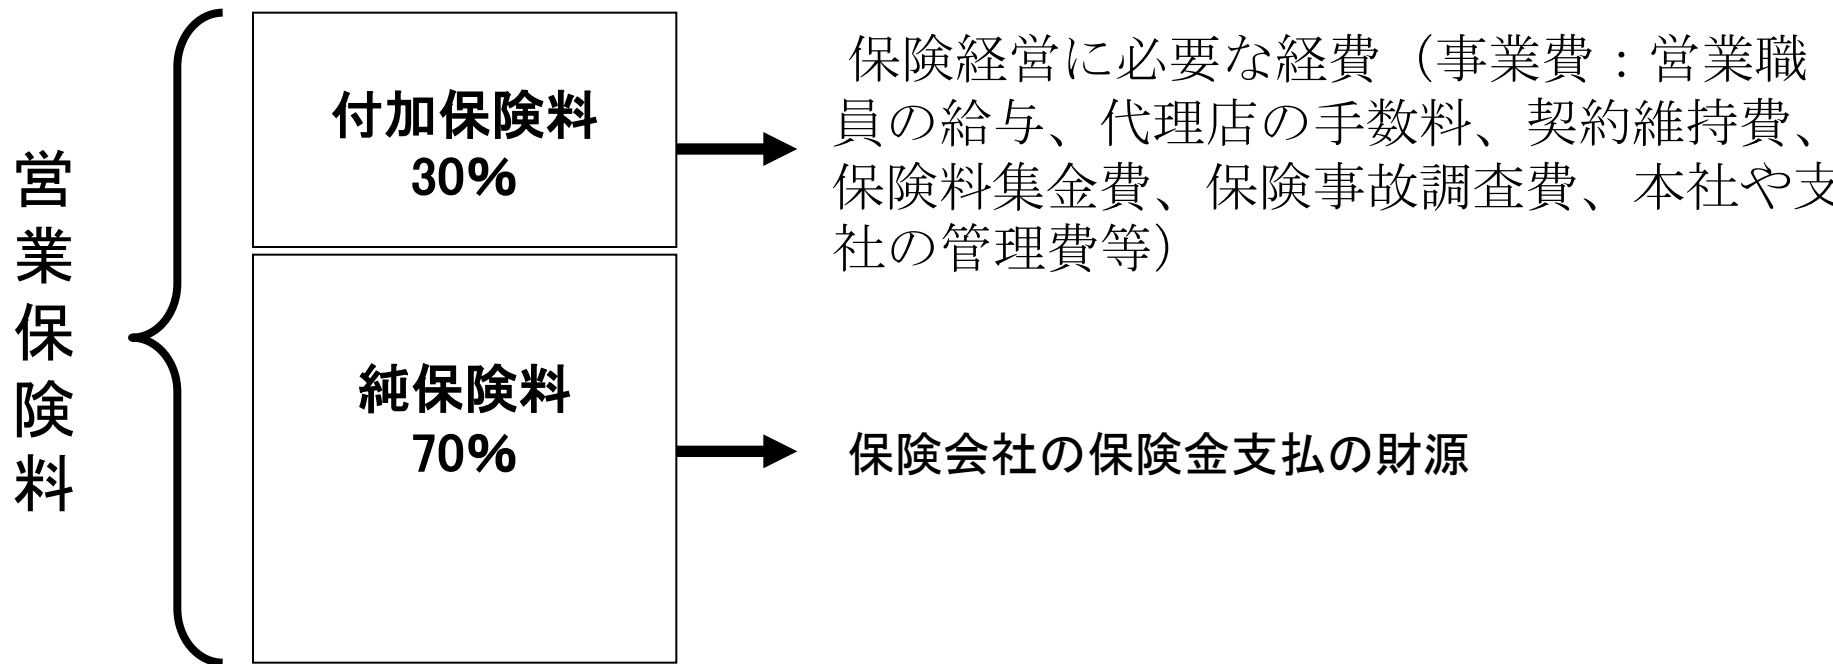 営業保険料
付加保険料
30%
保険経営に必要な経費（事業費：営業職
員の給与、代理店の手数料、契約維持費、
保険料集金費、保険事故調査費、本社や支
社の管理費等）
純保険料
70%
保険会社の保険金支払の財源